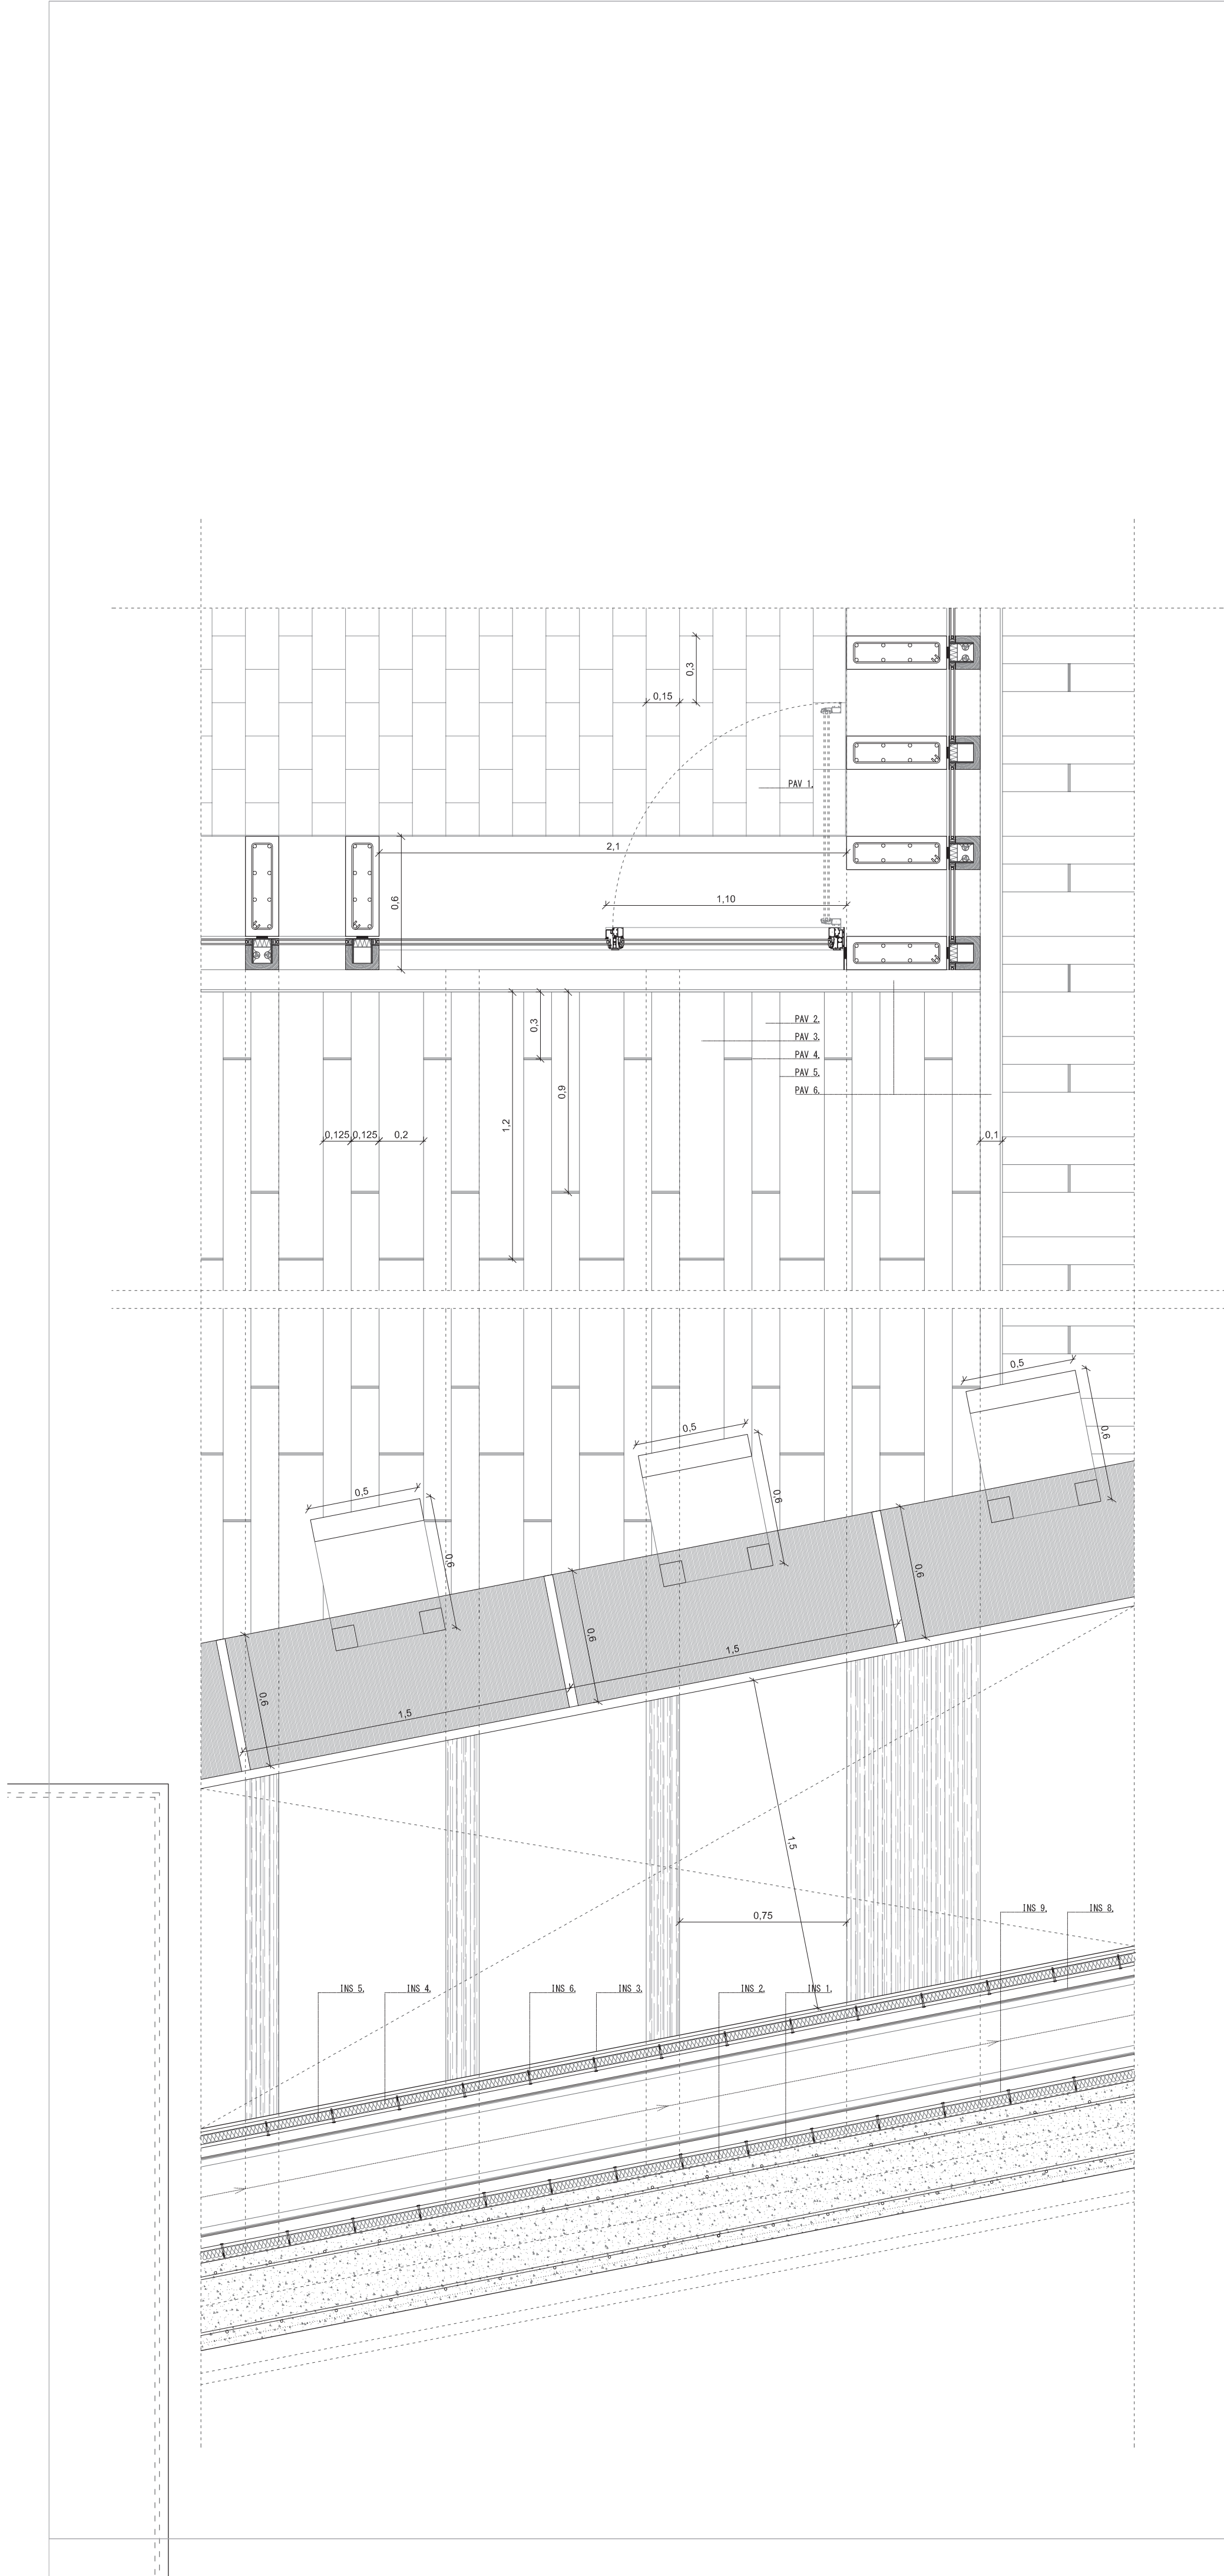 0,3
0,15
PAV 1.
2,1
0,6
1,10
PAV 2.
0,3
PAV 3.
PAV 4.
PAV 5.
0,9
PAV 6.
1,2
0,125 0,125 0,2
0,1
0,5
0,6
0,5
0,6
0,5
0,6
0,6
0,6
1,5
0,6
1,5
1,5
INS 9.
INS 8.
0,75
INS 5.
INS 4.
INS 6.
INS 3.
INS 2.
INS 1.